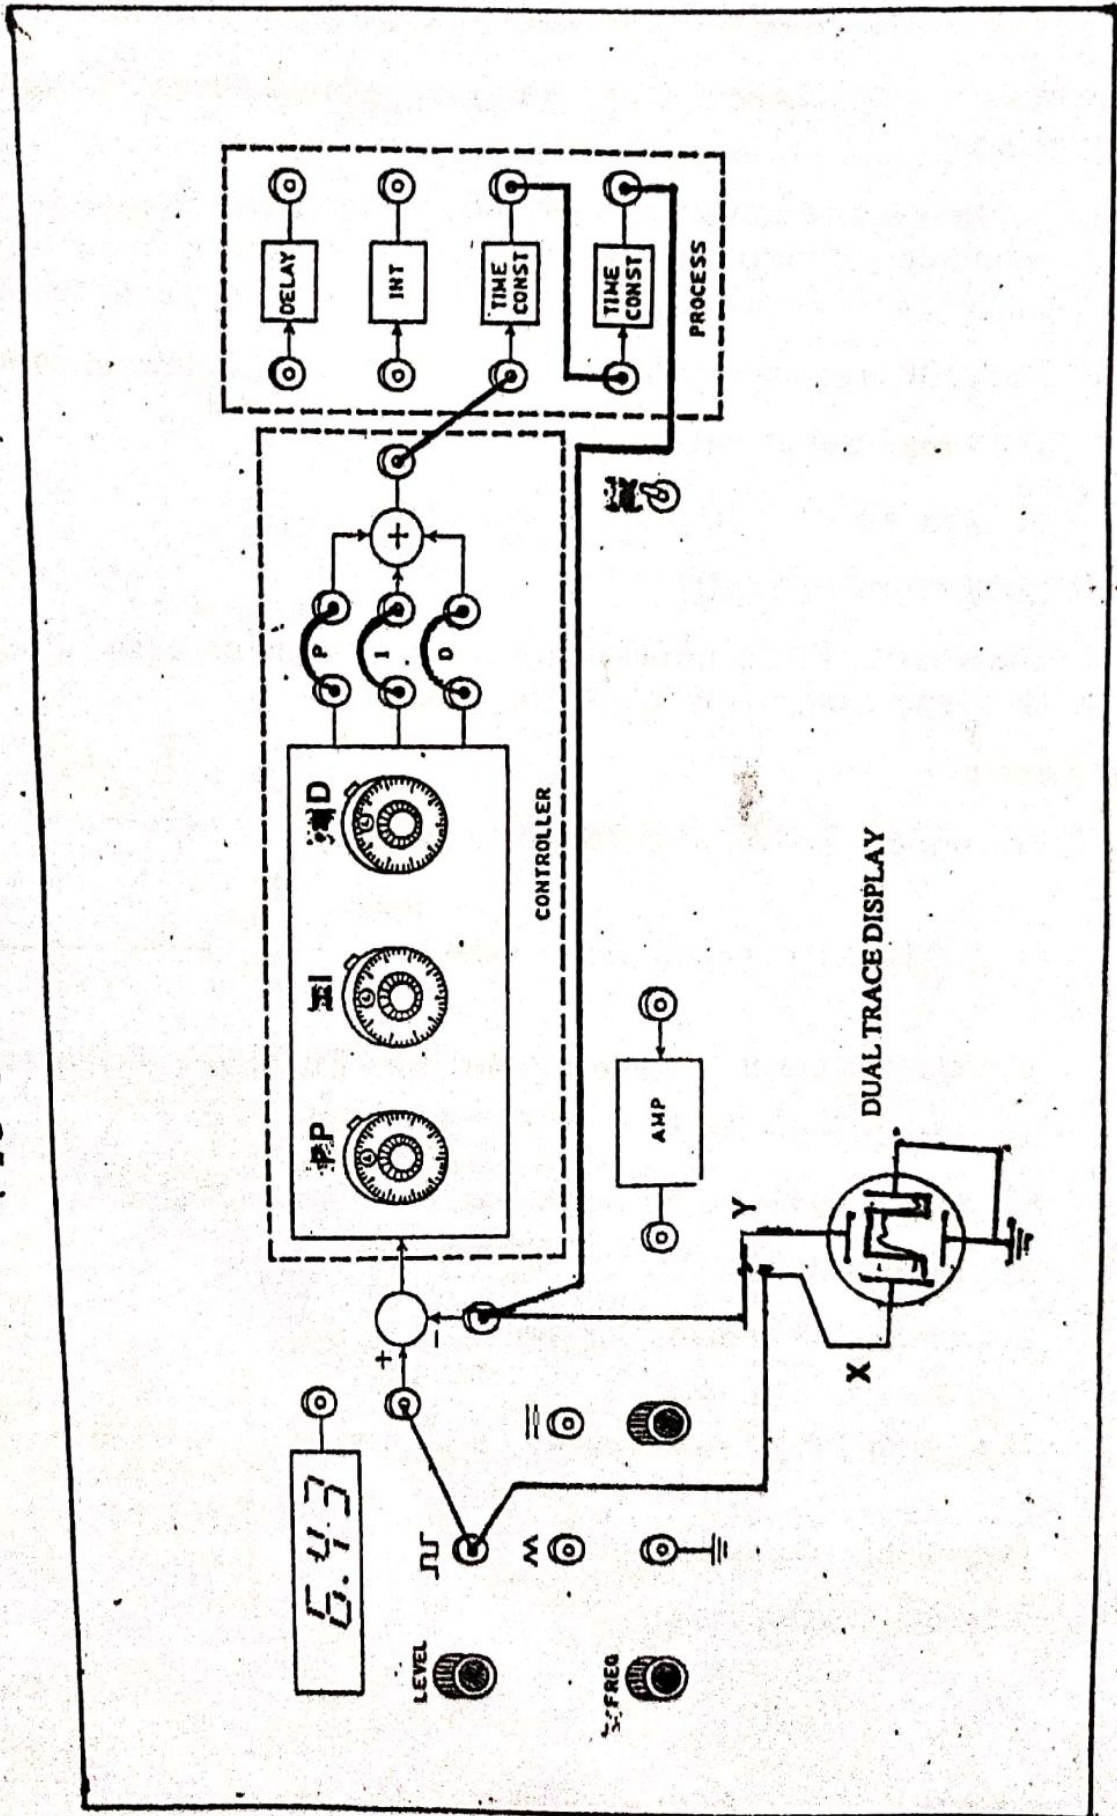 6.43
LEVEL
FREQ
+
−
P
I
D
CONTROLLER
P
I
D
+
DELAY
INT
TIME
CONST
TIME
CONST
PROCESS
AMP
X
Y
DUAL TRACE DISPLAY